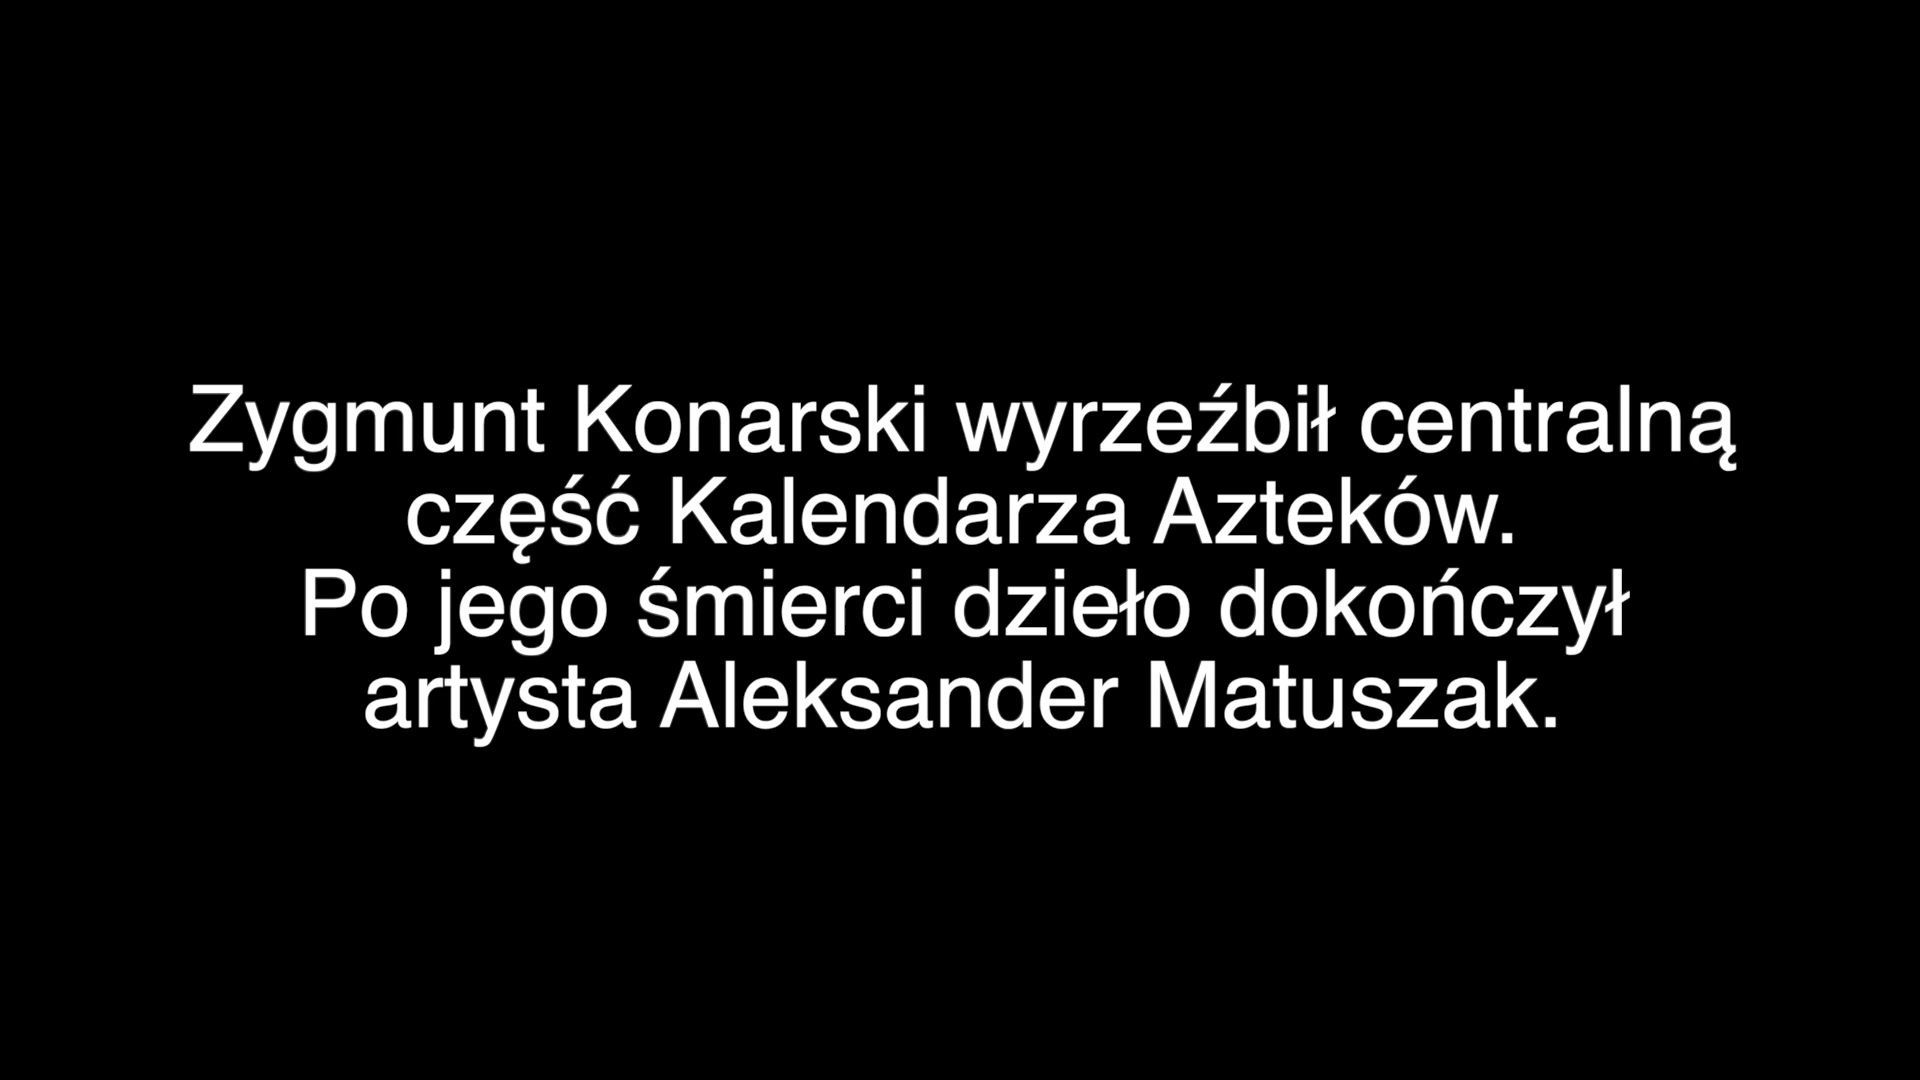 Zygmunt Konarski wyrzeźbił centralną
część Kalendarza Azteków.
Po jego śmierci dzieło dokończył
artysta Aleksander Matuszak.